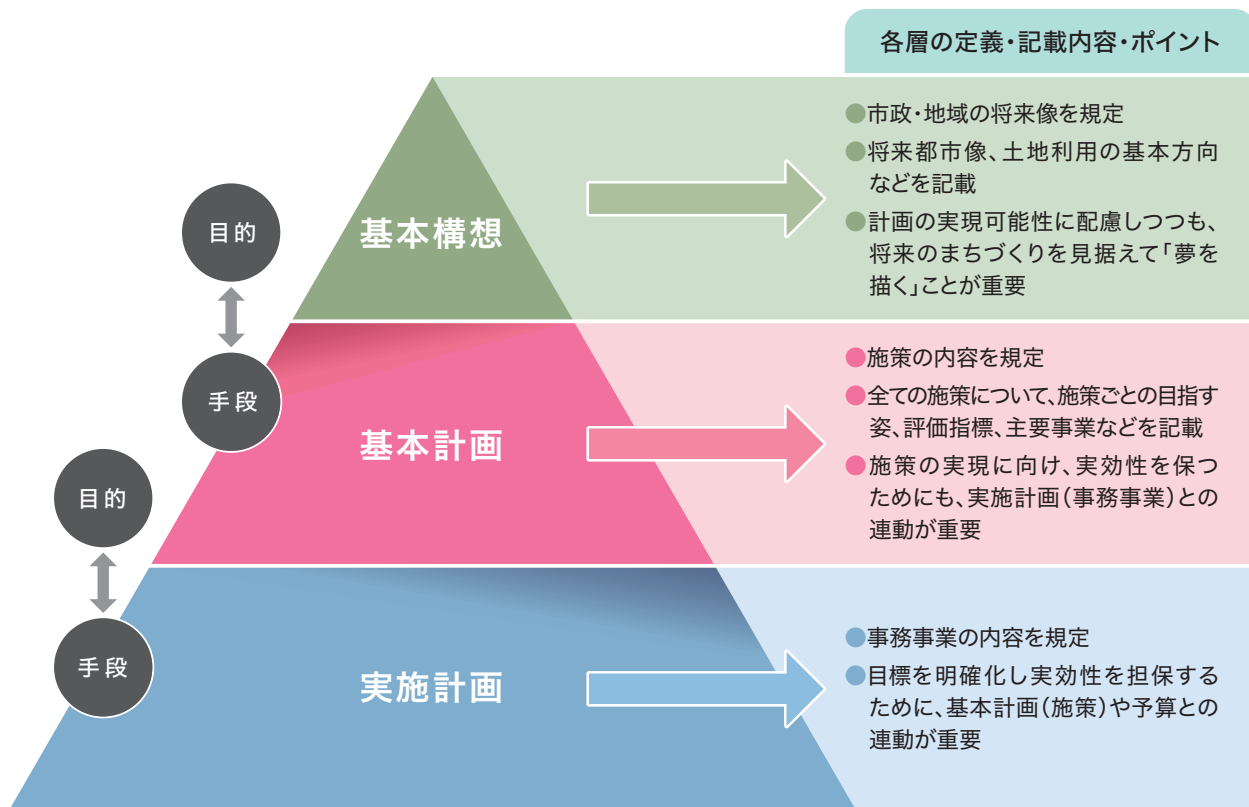 各層の定義・記載内容・ポイント
目的
手段
基本構想
●市政・地域の将来像を規定
●将来都市像、土地利用の基本方向
などを記載
●計画の実現可能性に配慮しつつも、
将来のまちづくりを見据えて「夢を
描く」ことが重要
目的
手段
基本計画
●施策の内容を規定
●全ての施策について、施策ごとの目指す
姿、評価指標、主要事業などを記載
●施策の実現に向け、実効性を保つ
ためにも、実施計画（事務事業）との
連動が重要
実施計画
●事務事業の内容を規定
●目標を明確化し実効性を担保する
ために、基本計画（施策）や予算との
連動が重要